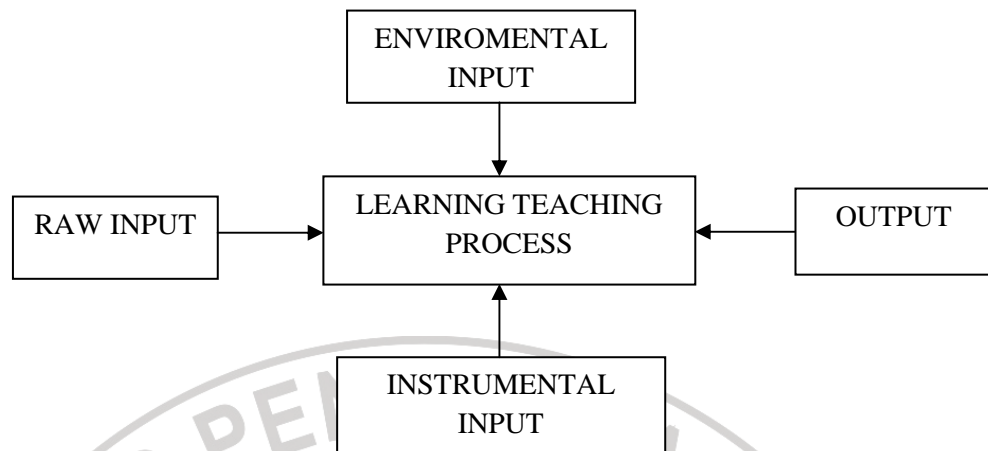 ENVIROMENTAL
INPUT
RAW INPUT
LEARNING TEACHING
PROCESS
OUTPUT
INSTRUMENTAL
INPUT